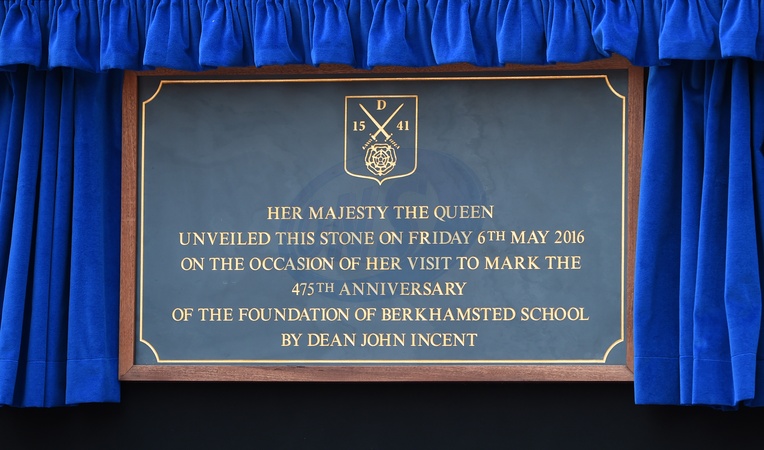 D
15 41
HER MAJESTY THE QUEEN
UNVEILED THIS STONE ON FRIDAY 6TH MAY 2016
ON THE OCCASION OF HER VISIT TO MARK THE
475TH ANNIVERSARY
OF THE FOUNDATION OF BERKHAMSTED SCHOOL
BY DEAN JOHN INCENT